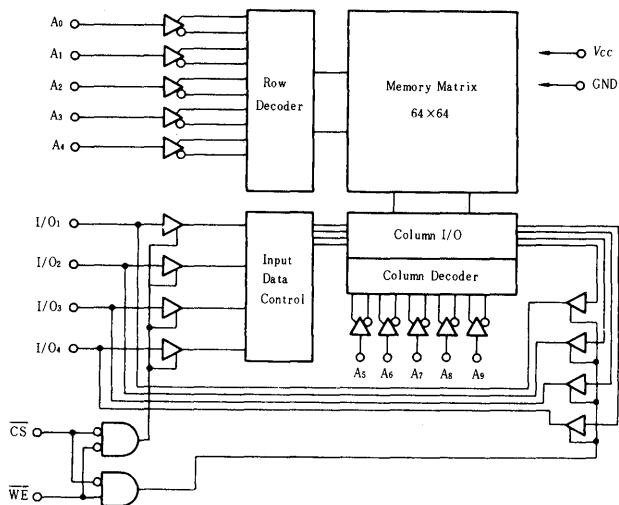 A0
A1
A2
A3
A4
Row
Decoder
Memory Matrix
64×64
Vcc
GND
I/O1
I/O2
I/O3
I/O4
Input
Data
Control
Column I/O
Column Decoder
A5 A6 A7 A8 A9
CS
WE